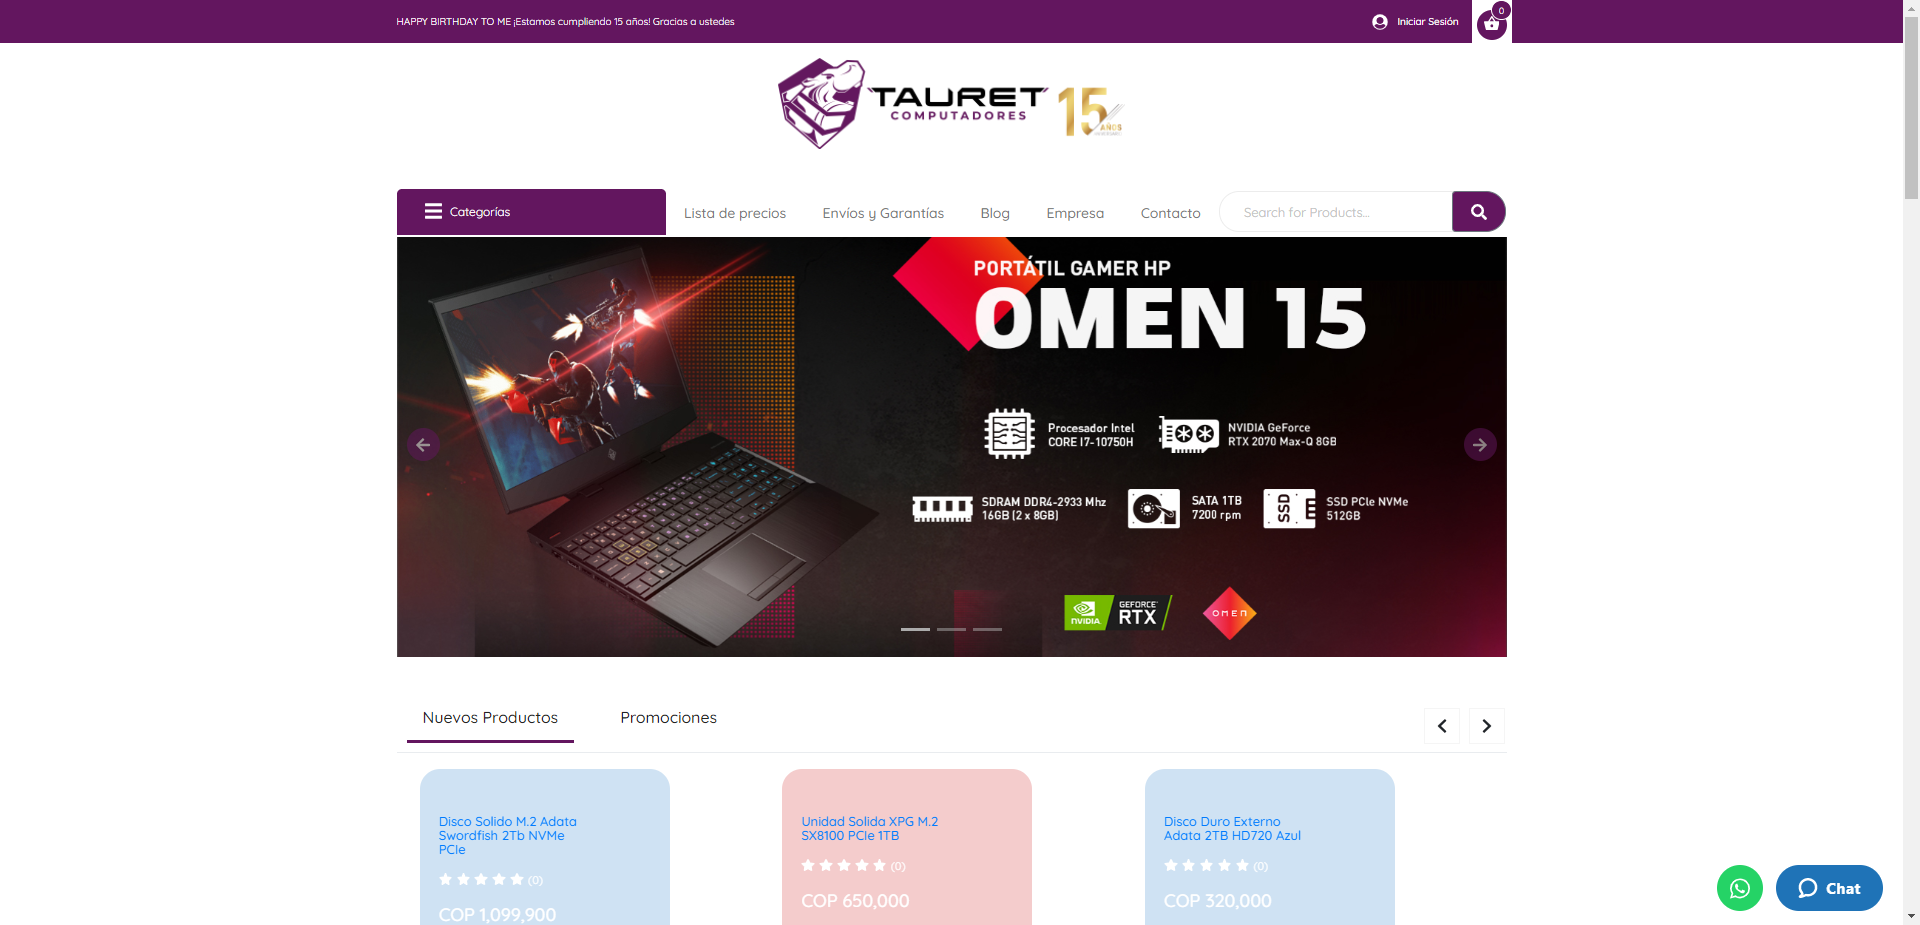 HAPPY BIRTHDAY TO ME ¡Estamos cumpliendo 15 años! Gracias a ustedes
Iniciar Sesión
0
TAURET
COMPUTADORES
15
AÑOS
Categorías
Lista de precios
Envíos y Garantías
Blog
Empresa
Contacto
Search for Products...
PORTÁTIL GAMER HP
OMEN 15
Procesador Intel
CORE I7-10750H
NVIDIA GeForce
RTX 2070 Max-Q 8GB
SDRAM DDR4-2933 Mhz
16GB (2 x 8GB)
SATA 1TB
7200 rpm
SSD
SSD PCle NVMe
512GB
NVIDIA
GEFORCE
RTX
OMEN
Nuevos Productos
Promociones
Disco Solido M.2 Adata
Swordfish 2Tb NVMe
PCIe
(0)
COP 1,099,900
Unidad Solida XPG M.2
SX8100 PCIe 1TB
(0)
COP 650,000
Disco Duro Externo
Adata 2TB HD720 Azul
(0)
COP 320,000
Chat